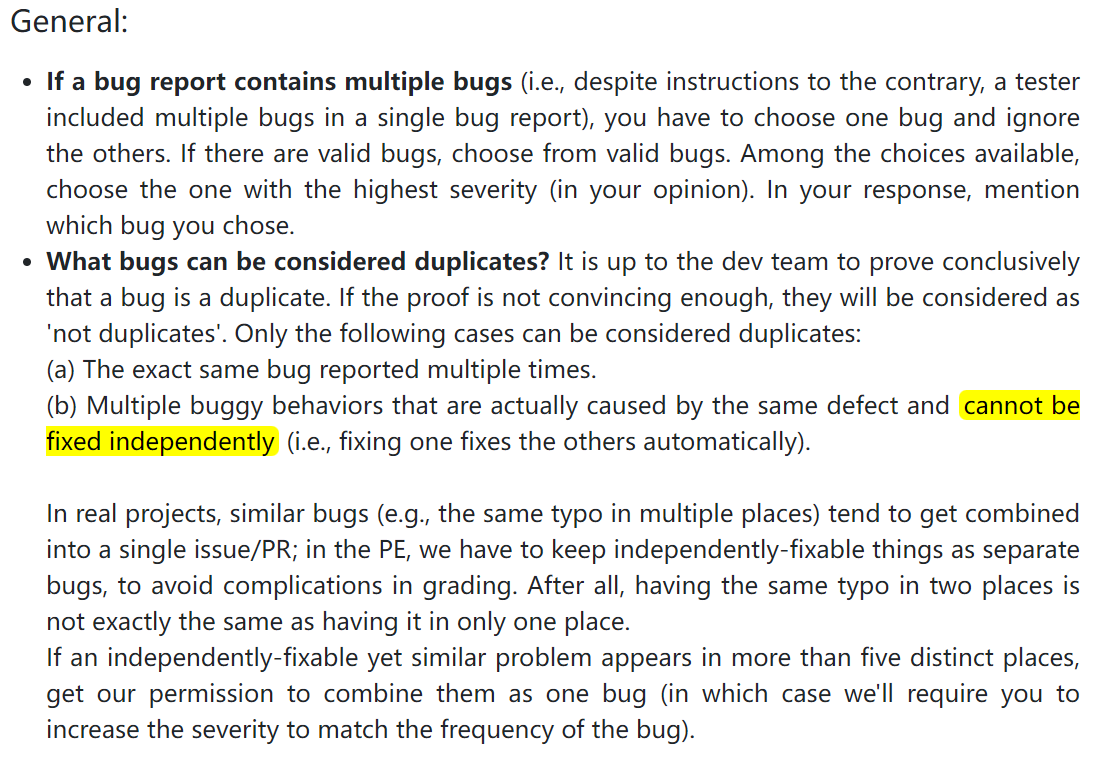 General:
If a bug report contains multiple bugs (i.e., despite instructions to the contrary, a tester
included multiple bugs in a single bug report), you have to choose one bug and ignore
the others. If there are valid bugs, choose from valid bugs. Among the choices available,
choose the one with the highest severity (in your opinion). In your response, mention
which bug you chose.
What bugs can be considered duplicates? It is up to the dev team to prove conclusively
that a bug is a duplicate. If the proof is not convincing enough, they will be considered as
'not duplicates'. Only the following cases can be considered duplicates:
(a) The exact same bug reported multiple times.
(b) Multiple buggy behaviors that are actually caused by the same defect and cannot be
fixed independently (i.e., fixing one fixes the others automatically).
In real projects, similar bugs (e.g., the same typo in multiple places) tend to get combined
into a single issue/PR; in the PE, we have to keep independently-fixable things as separate
bugs, to avoid complications in grading. After all, having the same typo in two places is
not exactly the same as having it in only one place.
If an independently-fixable yet similar problem appears in more than five distinct places,
get our permission to combine them as one bug (in which case we'll require you to
increase the severity to match the frequency of the bug).